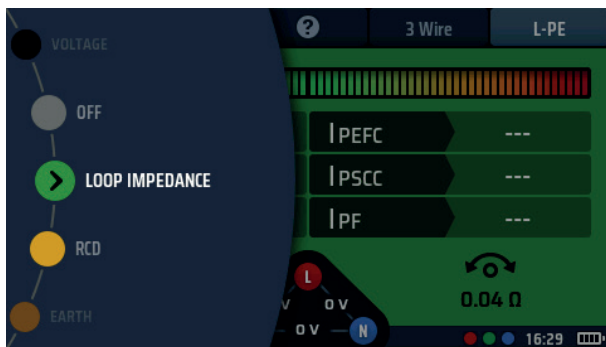 VOLTAGE
OFF
LOOP IMPEDANCE
RCD
EARTH
? 3 Wire L-PE
IPEFC ---
IPSCC ---
IPF ---
L
V 0 V
0 V N
0.04 Ω
16:29